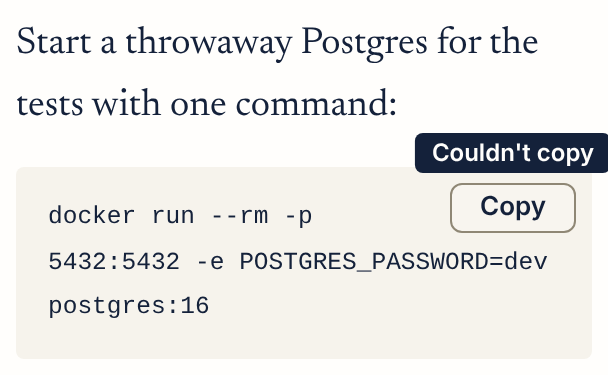 Start a throwaway Postgres for the
tests with one command:
Couldn't copy
Copy
docker run --rm -p
5432:5432 -e POSTGRES_PASSWORD=dev
postgres:16